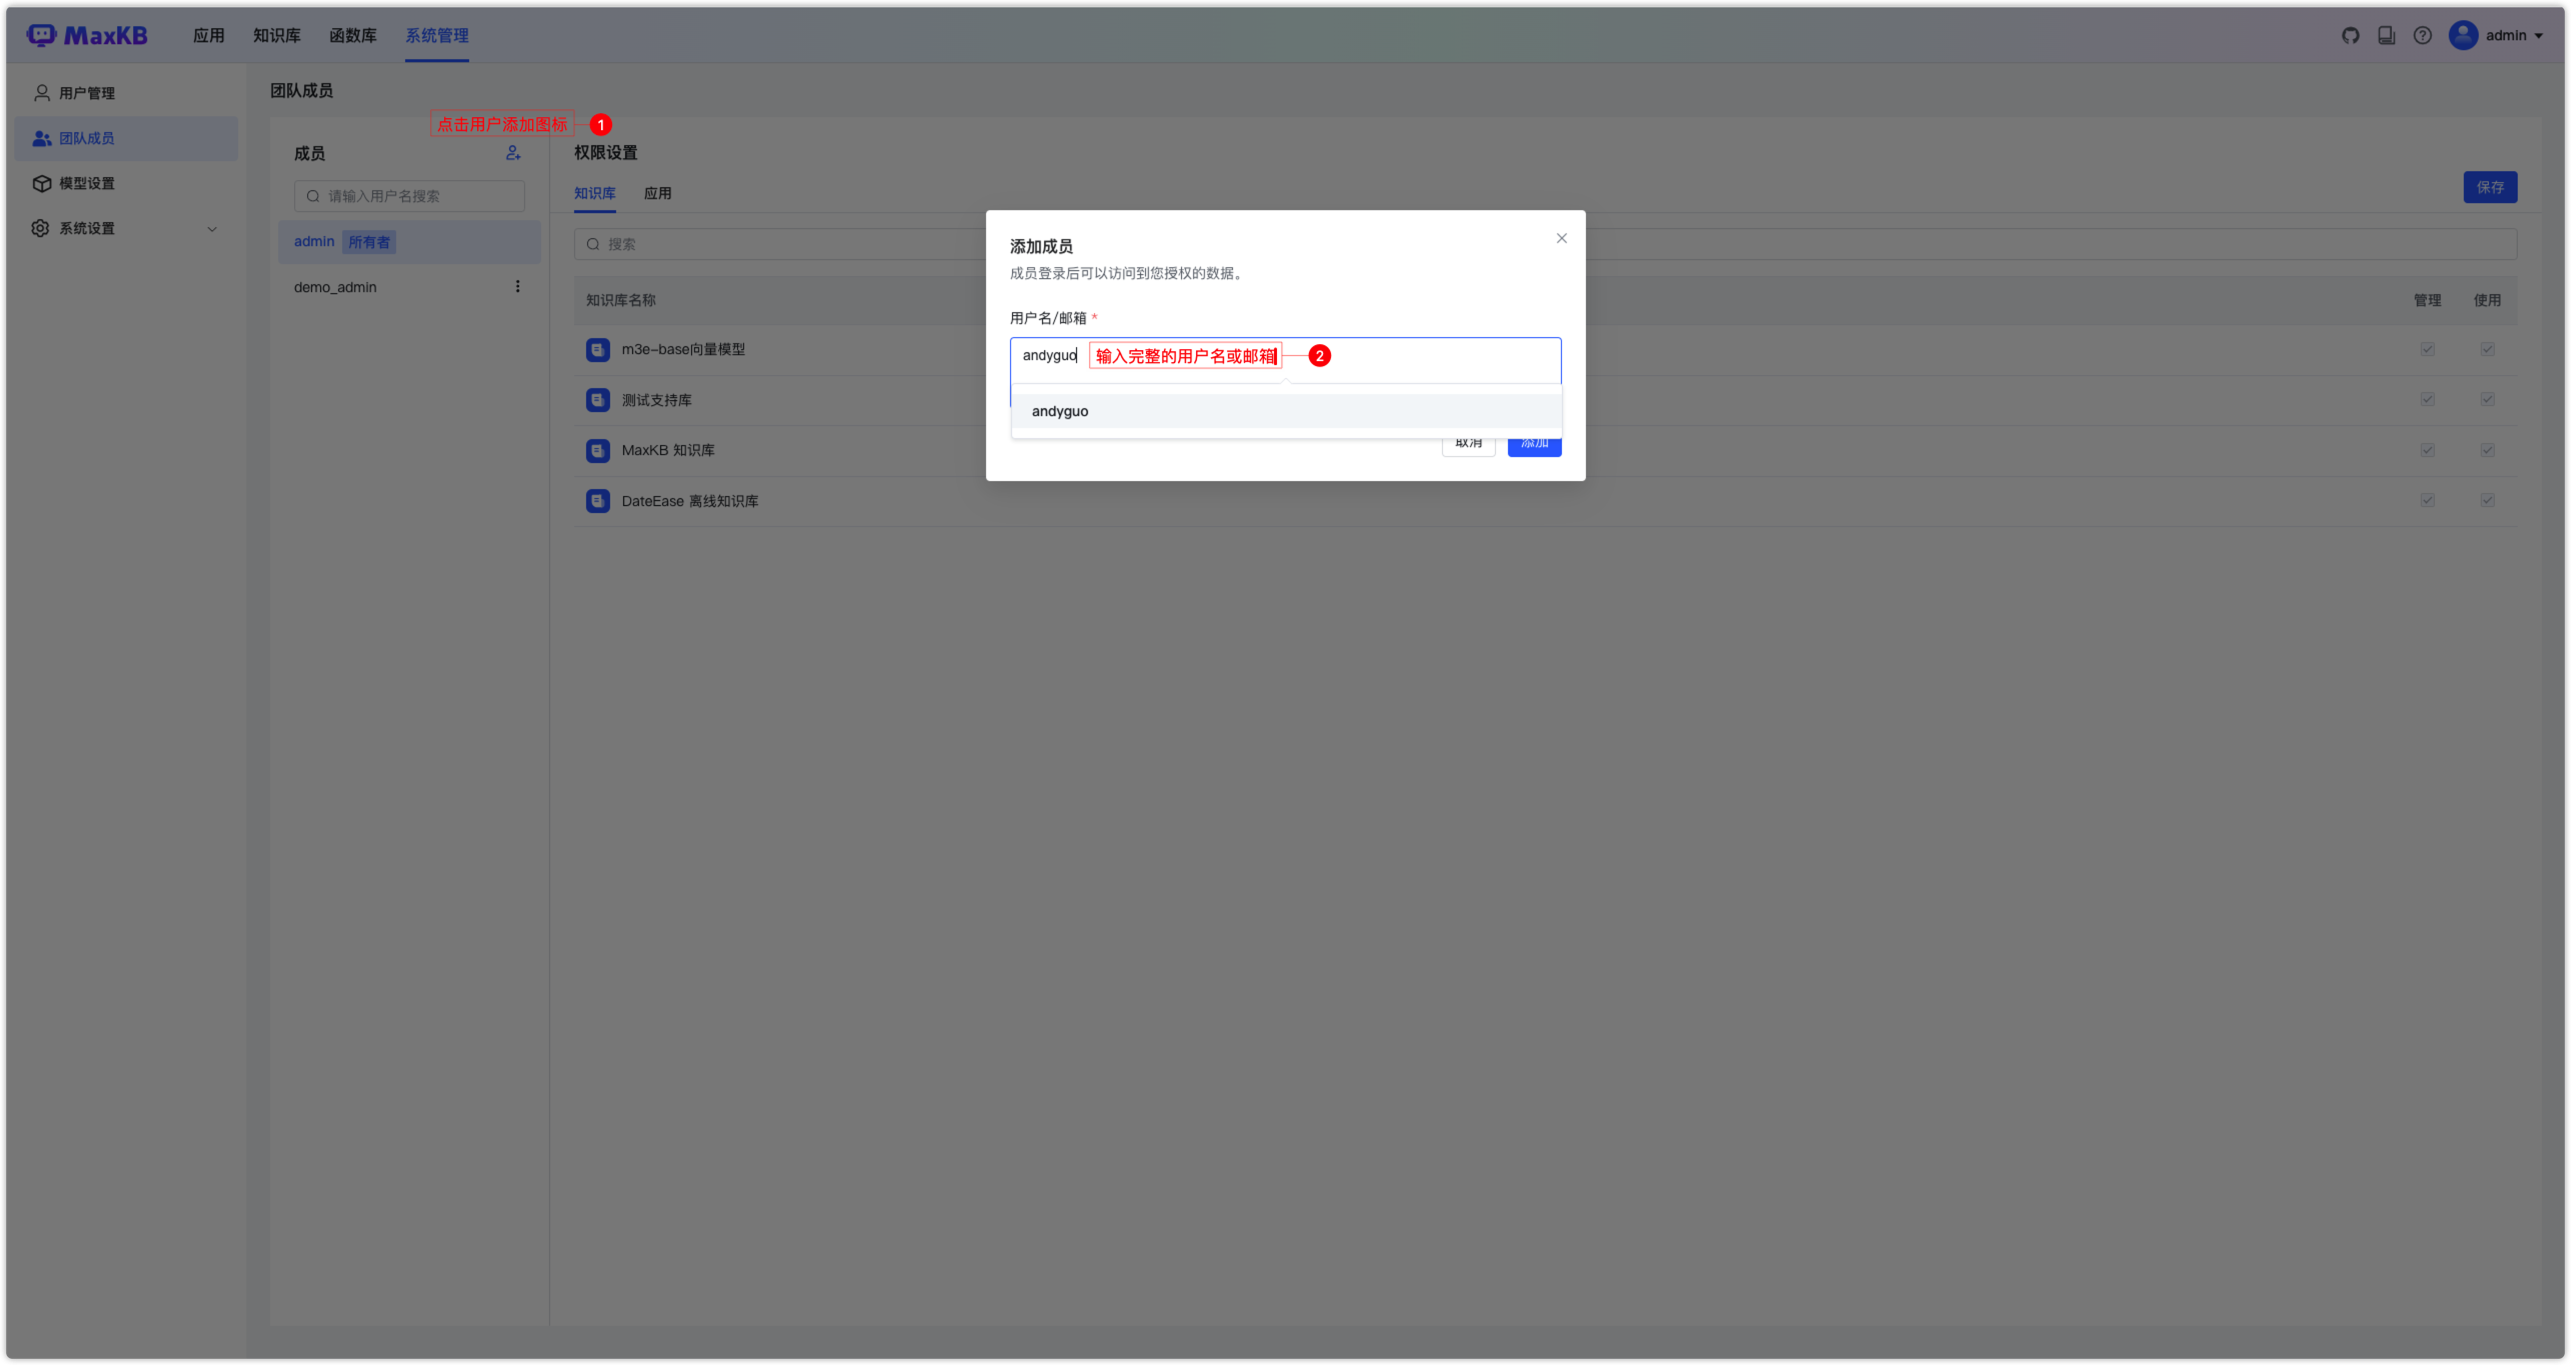 MaxKB 应用 知识库 函数库 系统管理 admin
用户管理
团队成员
模型设置
系统设置
团队成员
点击用户添加图标 1
成员
请输入用户名搜索
admin 所有者
demo_admin
权限设置
知识库 应用
保存
搜索
知识库名称 管理 使用
m3e-base向量模型
测试支持库
MaxKB 知识库
DateEase 离线知识库
添加成员
成员登录后可以访问到您授权的数据。
用户名/邮箱 *
andyguo 输入完整的用户名或邮箱 2
andyguo
取消 添加